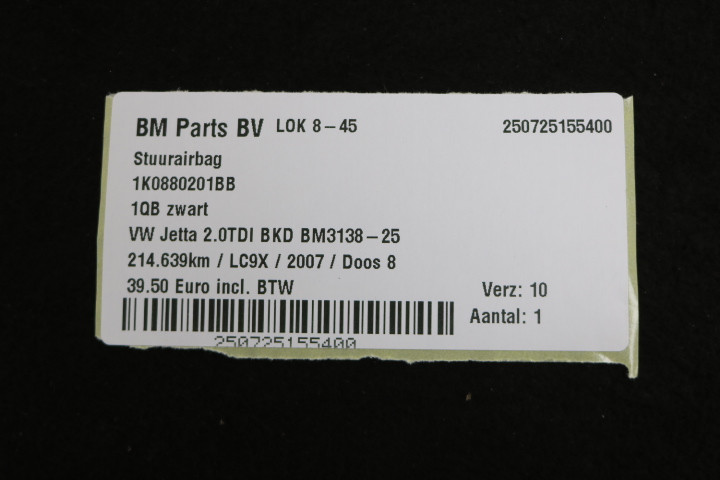 BM Parts BV LOK 8-45 250725155400
Stuurairbag
1K0880201BB
1QB zwart
VW Jetta 2.0TDI BKD BM3138-25
214.639km / LC9X / 2007 / Doos 8
39.50 Euro incl. BTW Verz: 10
Aantal: 1
250725155400